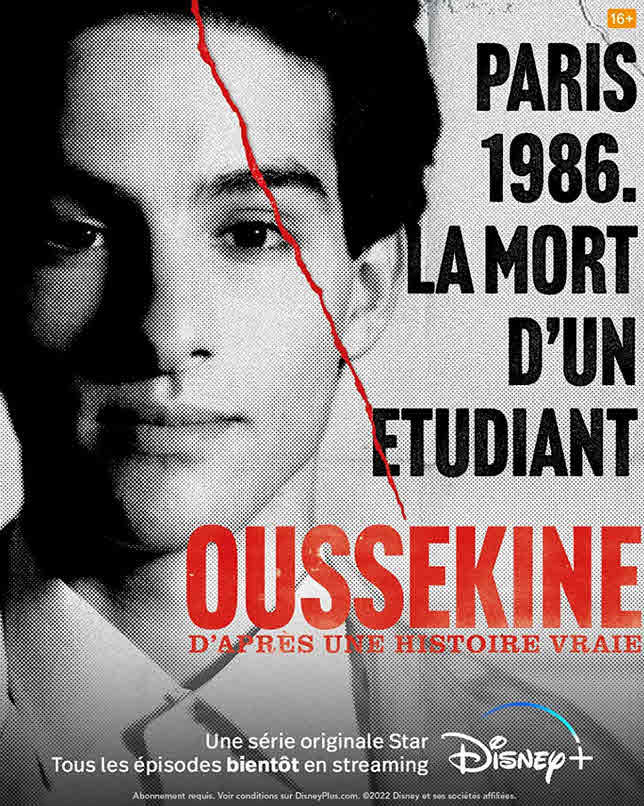 16+
PARIS
1986.
LA MORT
D'UN
ETUDIANT
OUSSEKINE
D'APRÈS UNE HISTOIRE VRAIE
Une série originale Star
Tous les épisodes bientôt en streaming
Disney+
Abonnement requis. Voir conditions sur DisneyPlus.com. ©2022 Disney et ses sociétés affiliées.